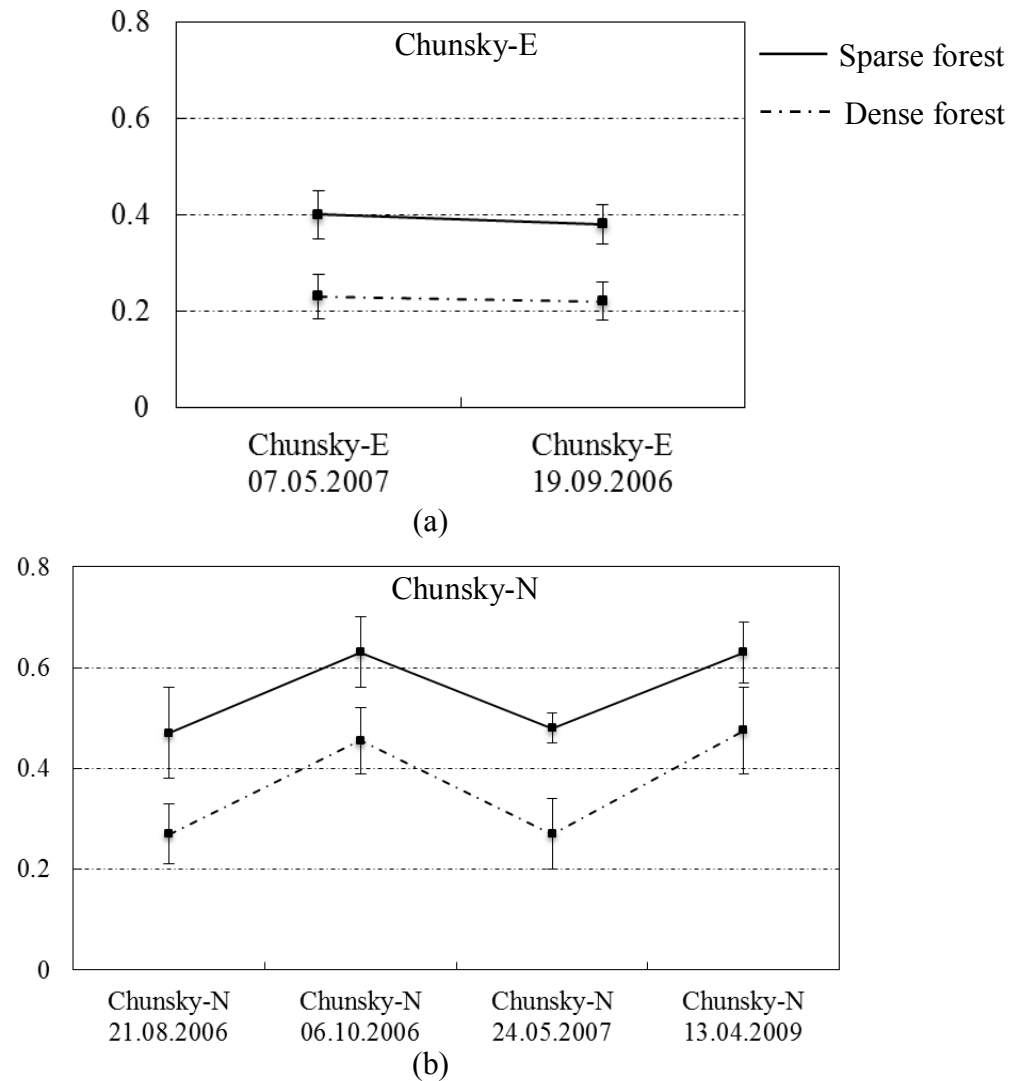 0.8
Chunsky-E
Sparse forest
Dense forest
0.6
0.4
0.2
0
Chunsky-E Chunsky-E
07.05.2007 19.09.2006
(a)
0.8
Chunsky-N
0.6
0.4
0.2
0
Chunsky-N Chunsky-N Chunsky-N Chunsky-N
21.08.2006 06.10.2006 24.05.2007 13.04.2009
(b)